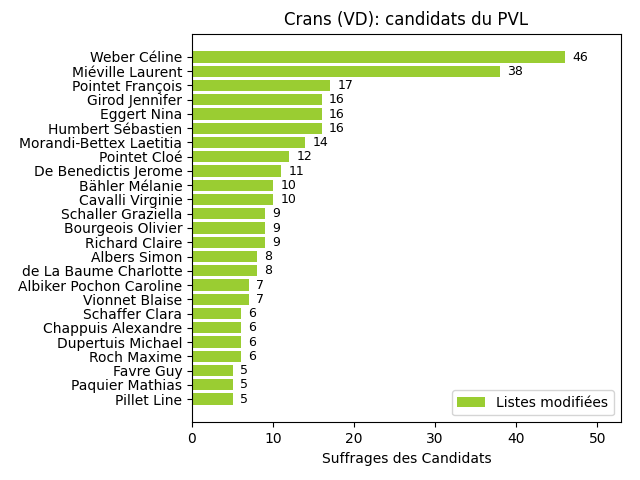 Crans (VD): candidats du PVL
Weber Céline 46
Miéville Laurent 38
Pointet François 17
Girod Jennifer 16
Eggert Nina 16
Humbert Sébastien 16
Morandi-Bettex Laetitia 14
Pointet Cloé 12
De Benedictis Jerome 11
Bähler Mélanie 10
Cavalli Virginie 10
Schaller Graziella 9
Bourgeois Olivier 9
Richard Claire 9
Albers Simon 8
de La Baume Charlotte 8
Albiker Pochon Caroline 7
Vionnet Blaise 7
Schaffer Clara 6
Chappuis Alexandre 6
Dupertuis Michael 6
Roch Maxime 6
Favre Guy 5
Paquier Mathias 5
Pillet Line 5
Listes modifiées
0 10 20 30 40 50
Suffrages des Candidats